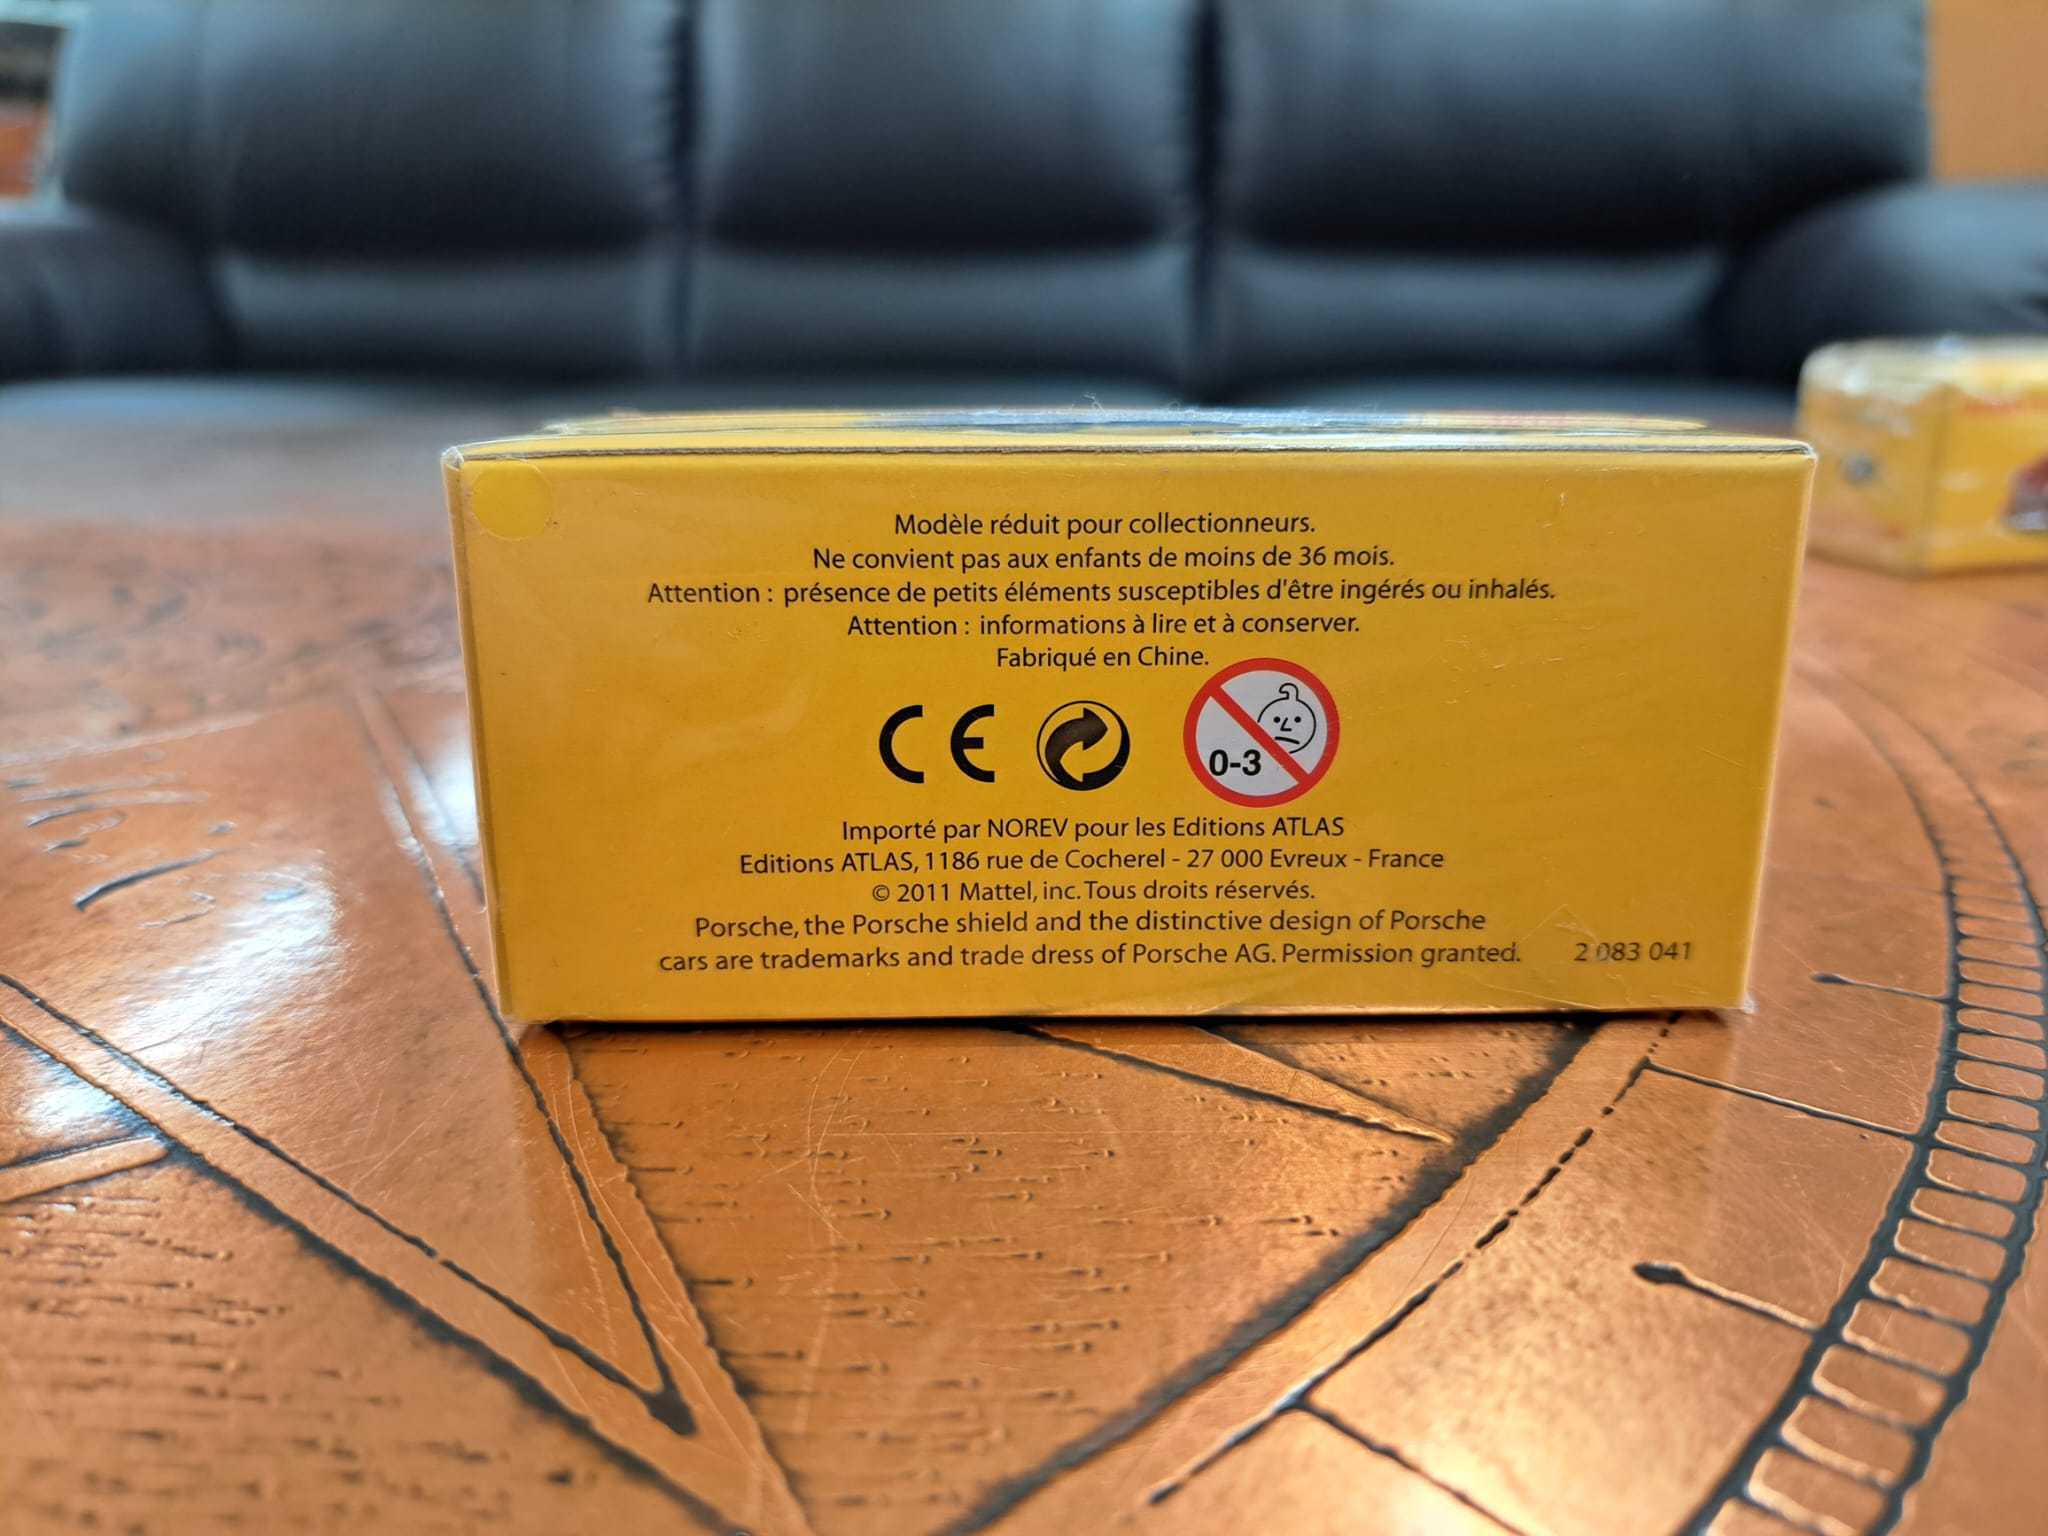 Modèle réduit pour collectionneurs.
Ne convient pas aux enfants de moins de 36 mois.
Attention : présence de petits éléments susceptibles d'être ingérés ou inhalés.
Attention : informations à lire et à conserver.
Fabriqué en Chine.
CE
0-3
Importé par NOREV pour les Editions ATLAS
Editions ATLAS, 1186 rue de Cocherel - 27 000 Evreux - France
© 2011 Mattel, inc. Tous droits réservés.
Porsche, the Porsche shield and the distinctive design of Porsche
cars are trademarks and trade dress of Porsche AG. Permission granted. 2 083 041